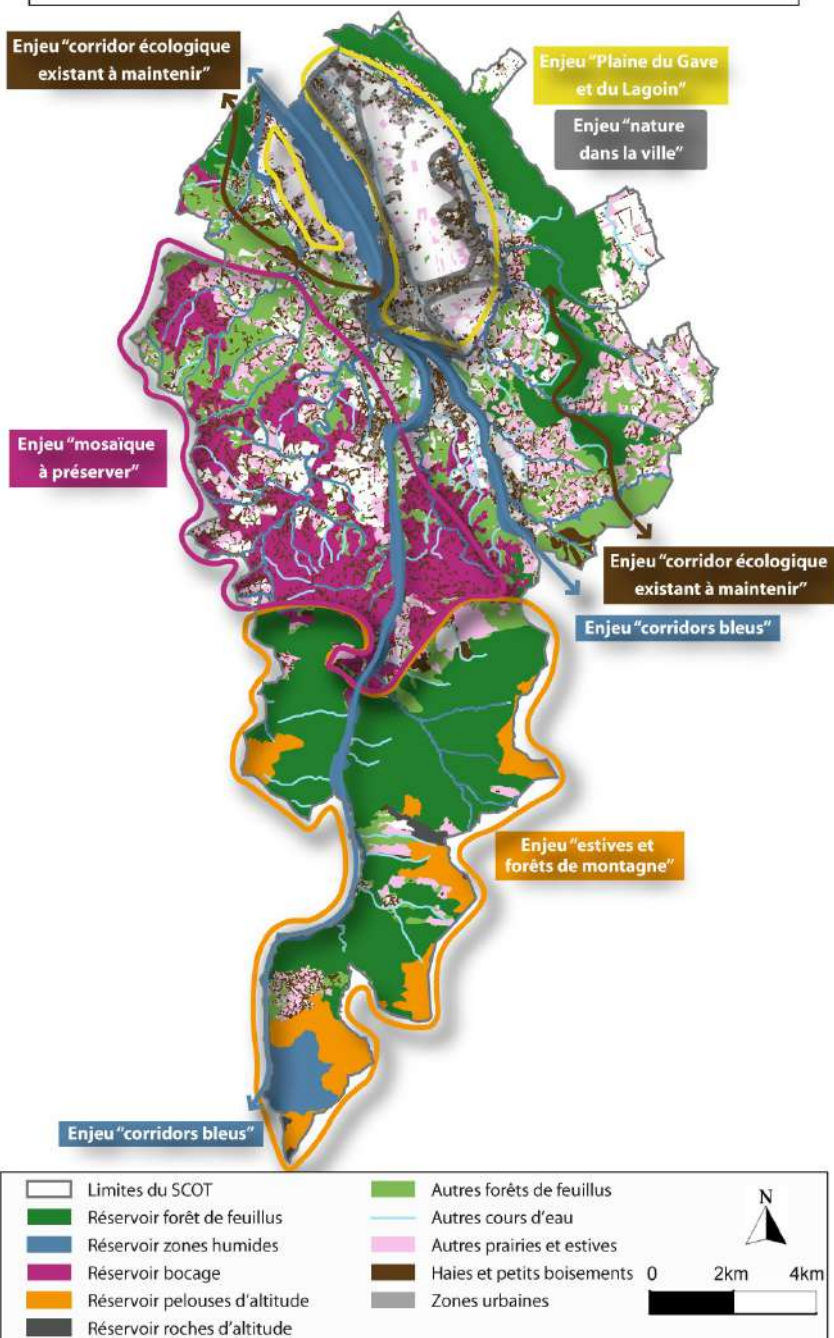 Enjeu "corridor écologique
existant à maintenir"
Enjeu "Plaine du Gave
et du Lagoin"
Enjeu "nature
dans la ville"
Enjeu "mosaïque
à préserver"
Enjeu "corridor écologique
existant à maintenir"
Enjeu "corridors bleus"
Enjeu "estives et
forêts de montagne"
Enjeu "corridors bleus"
Limites du SCOT
Réservoir forêt de feuillus
Réservoir zones humides
Réservoir bocage
Réservoir pelouses d'altitude
Réservoir roches d'altitude
Autres forêts de feuillus
Autres cours d'eau
Autres prairies et estives
Haies et petits boisements
Zones urbaines
N
0 2km 4km